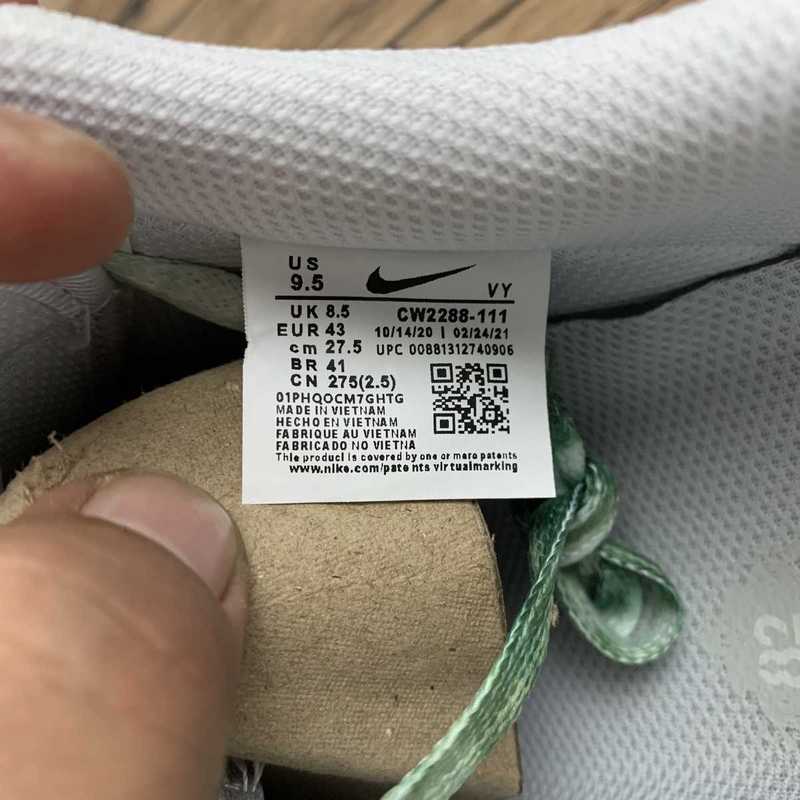 US
9.5
VY
UK 8.5
CW2288-111
EUR 43
10/14/20 | 02/24/21
cm 27.5
UPC 00881312740906
BR 41
CN 275(2.5)
01PHQOCM7GHTG
MADE IN VIETNAM
HECHO EN VIETNAM
FABRIQUE AU VIETNAM
FABRICADO NO VIETNA
Thle product is covered by one or mero patents
www.nike.com/patents virtualmarking